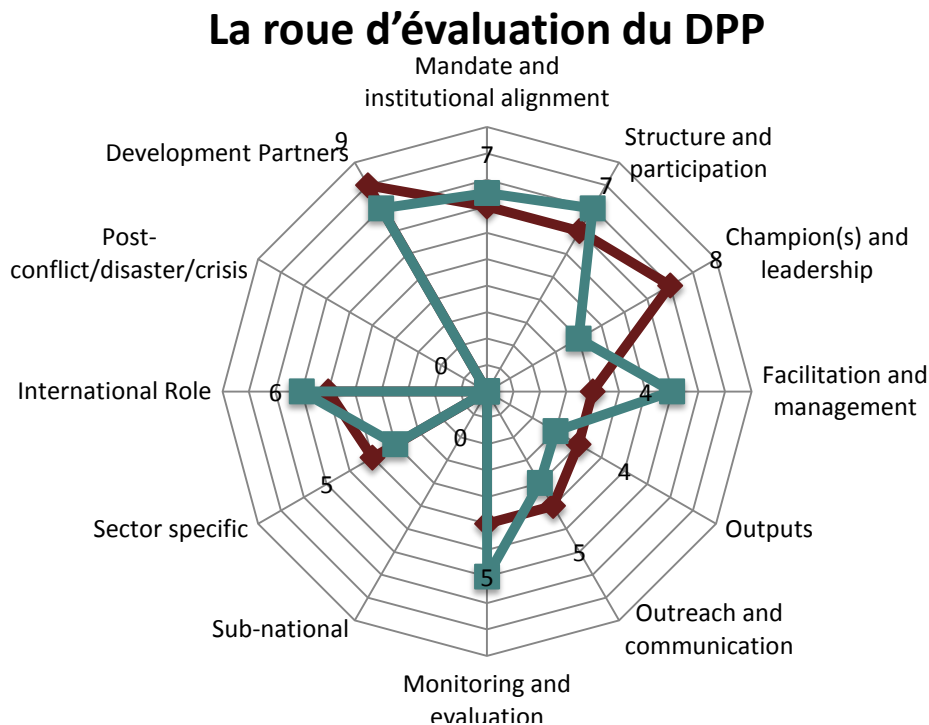 La roue d’évaluation du DPP
Mandate and
institutional alignment
7
Structure and
participation
7
Champion(s) and
leadership
8
Facilitation and
management
4
Outputs
4
Outreach and
communication
5
Monitoring and
evaluation
5
Sub-national
0
Sector specific
5
International Role
6
Post-
conflict/disaster/crisis
0
Development Partners
9